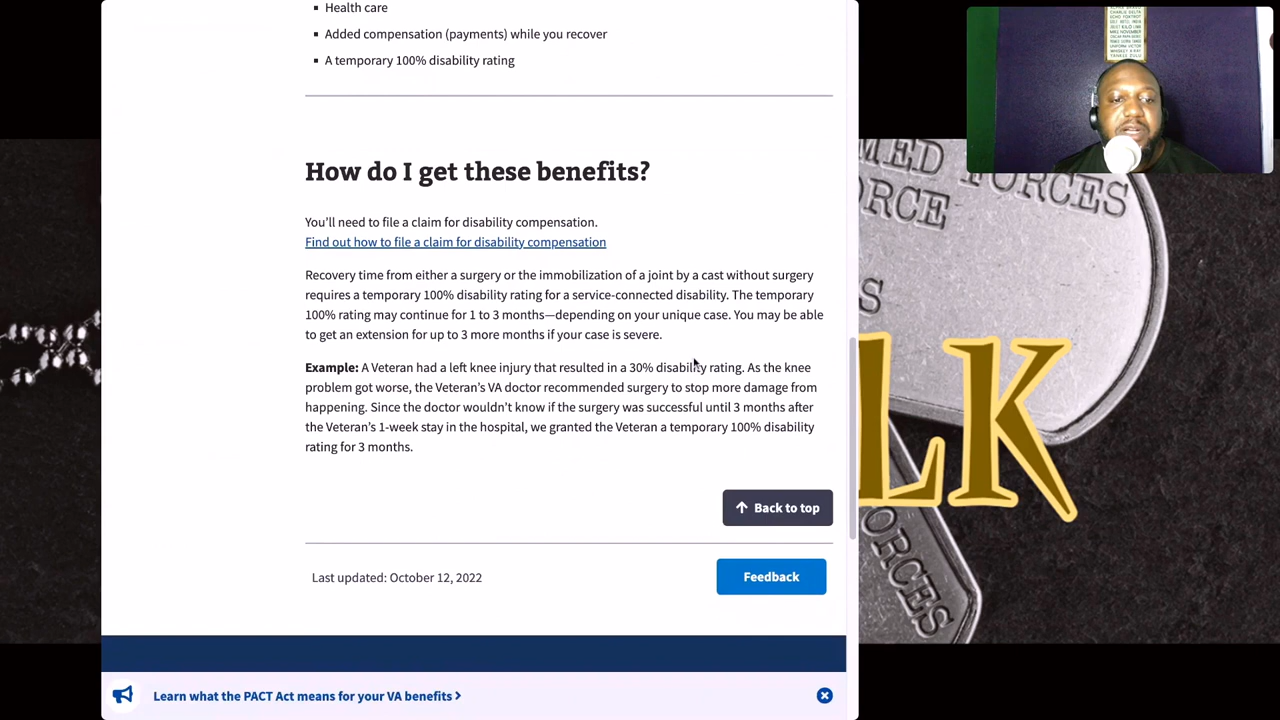 Health care
Added compensation (payments) while you recover
A temporary 100% disability rating
How do I get these benefits?
You’ll need to file a claim for disability compensation.
Find out how to file a claim for disability compensation
Recovery time from either a surgery or the immobilization of a joint by a cast without surgery
requires a temporary 100% disability rating for a service-connected disability. The temporary
100% rating may continue for 1 to 3 months—depending on your unique case. You may be able
to get an extension for up to 3 more months if your case is severe.
Example: A Veteran had a left knee injury that resulted in a 30% disability rating. As the knee
problem got worse, the Veteran’s VA doctor recommended surgery to stop more damage from
happening. Since the doctor wouldn’t know if the surgery was successful until 3 months after
the Veteran’s 1-week stay in the hospital, we granted the Veteran a temporary 100% disability
rating for 3 months.
Back to top
Last updated: October 12, 2022
Feedback
Learn what the PACT Act means for your VA benefits
MED FORCES
ORCE
S
LK
ORCES